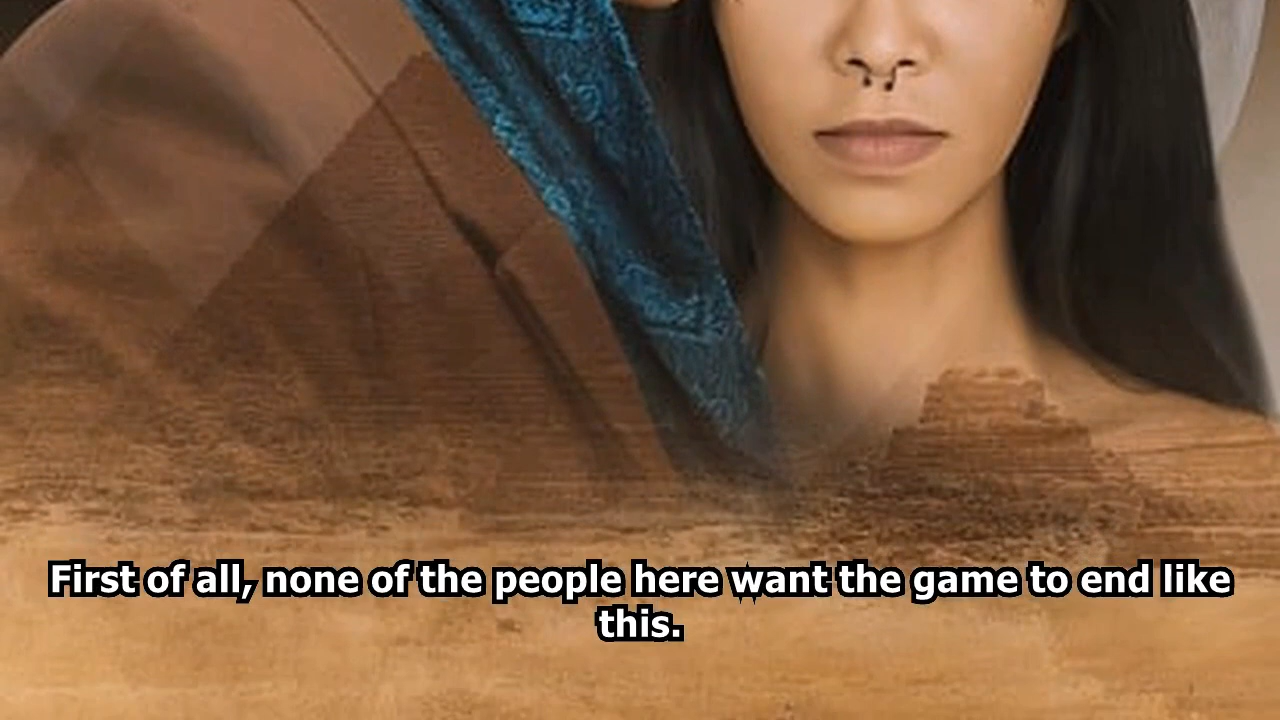 First of all, none of the people here want the game to end like
this.